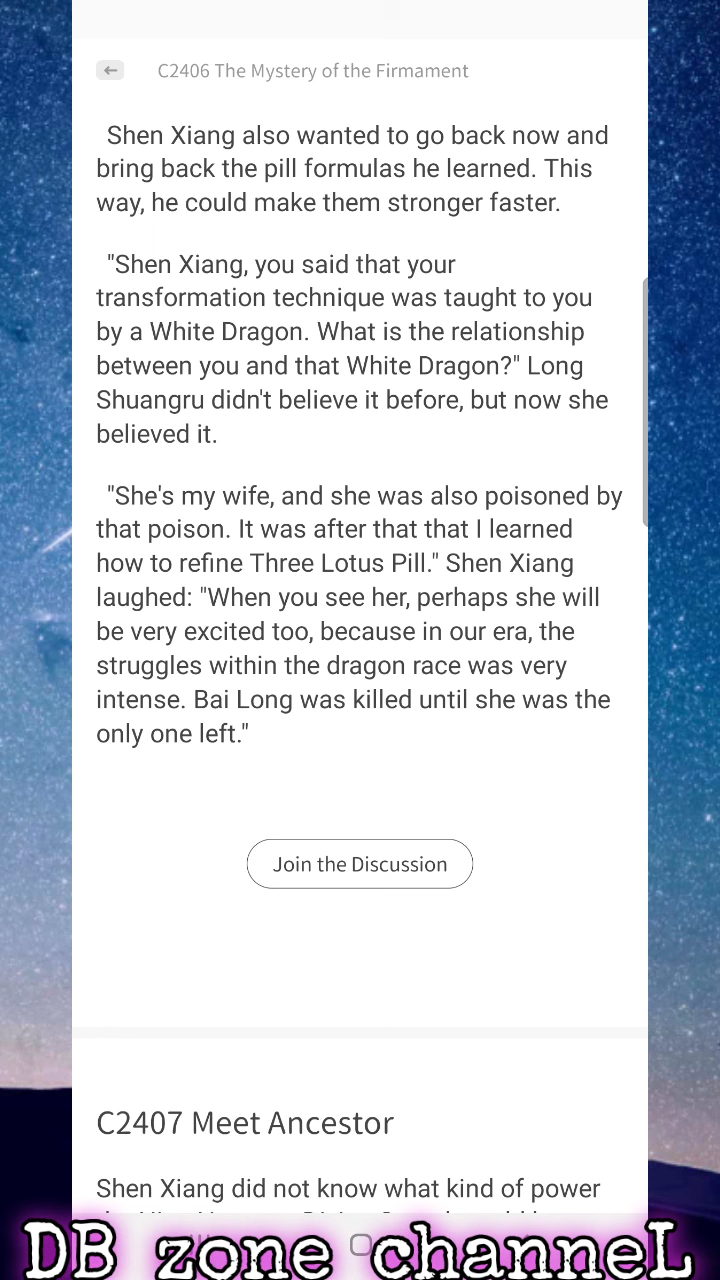 C2406 The Mystery of the Firmament
Shen Xiang also wanted to go back now and
bring back the pill formulas he learned. This
way, he could make them stronger faster.
"Shen Xiang, you said that your
transformation technique was taught to you
by a White Dragon. What is the relationship
between you and that White Dragon?" Long
Shuangru didn't believe it before, but now she
believed it.
"She's my wife, and she was also poisoned by
that poison. It was after that that I learned
how to refine Three Lotus Pill." Shen Xiang
laughed: "When you see her, perhaps she will
be very excited too, because in our era, the
struggles within the dragon race was very
intense. Bai Long was killed until she was the
only one left."
Join the Discussion
C2407 Meet Ancestor
Shen Xiang did not know what kind of power
DB zone channeL